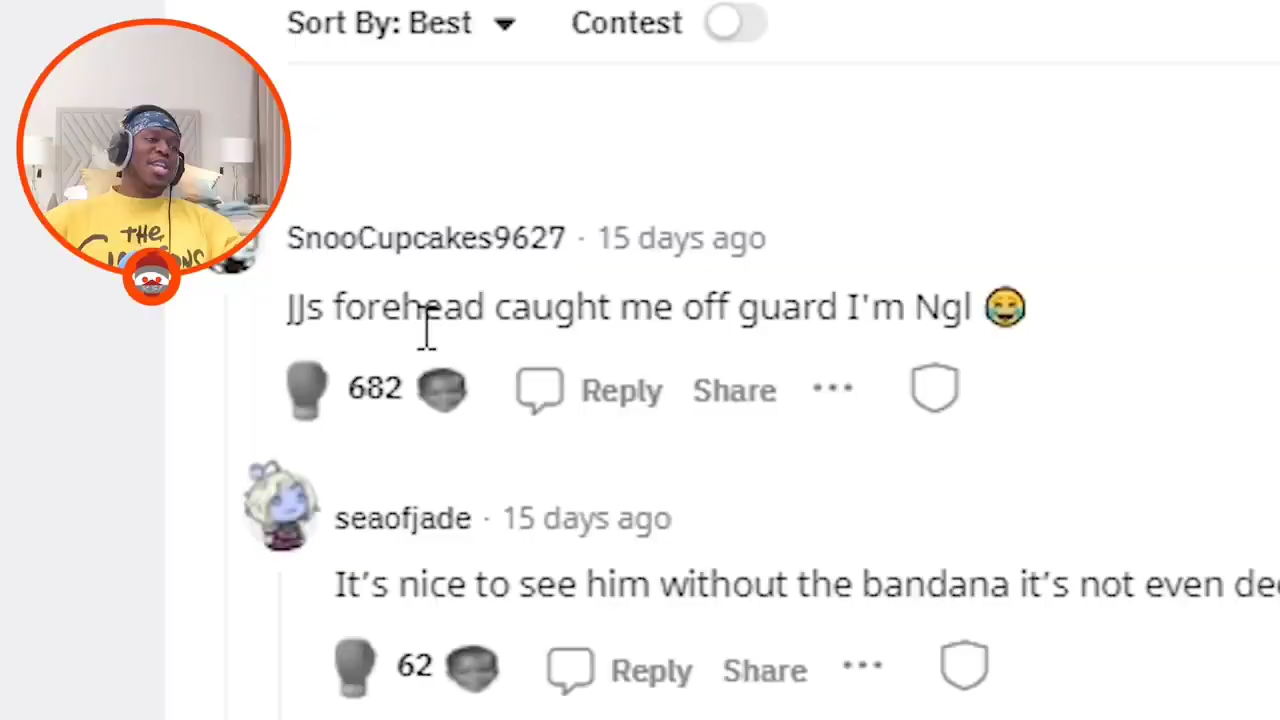 Sort By: Best
Contest
THE
SnooCupcakes9627 · 15 days ago
JJs forehead caught me off guard I'm Ngl 😂
682
Reply
Share
seaofjade · 15 days ago
It's nice to see him without the bandana it's not even
62
Reply
Share